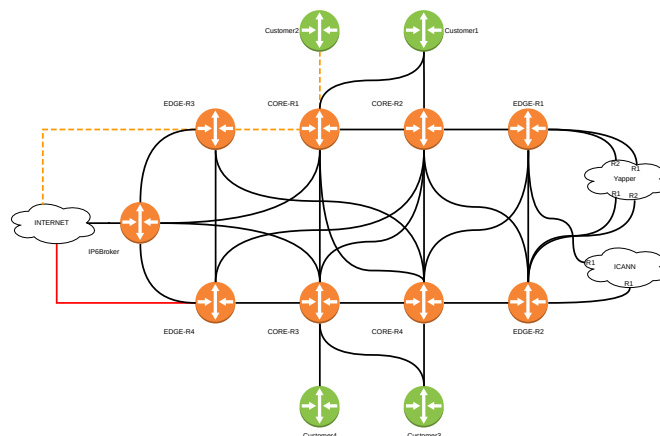 Customer2
Customer1
EDGE-R3
CORE-R1
CORE-R2
EDGE-R1
R2
R1
Yapper
R1
R2
INTERNET
IP6Broker
R1
ICANN
R1
EDGE-R4
CORE-R3
CORE-R4
EDGE-R2
Customer4
Customer3